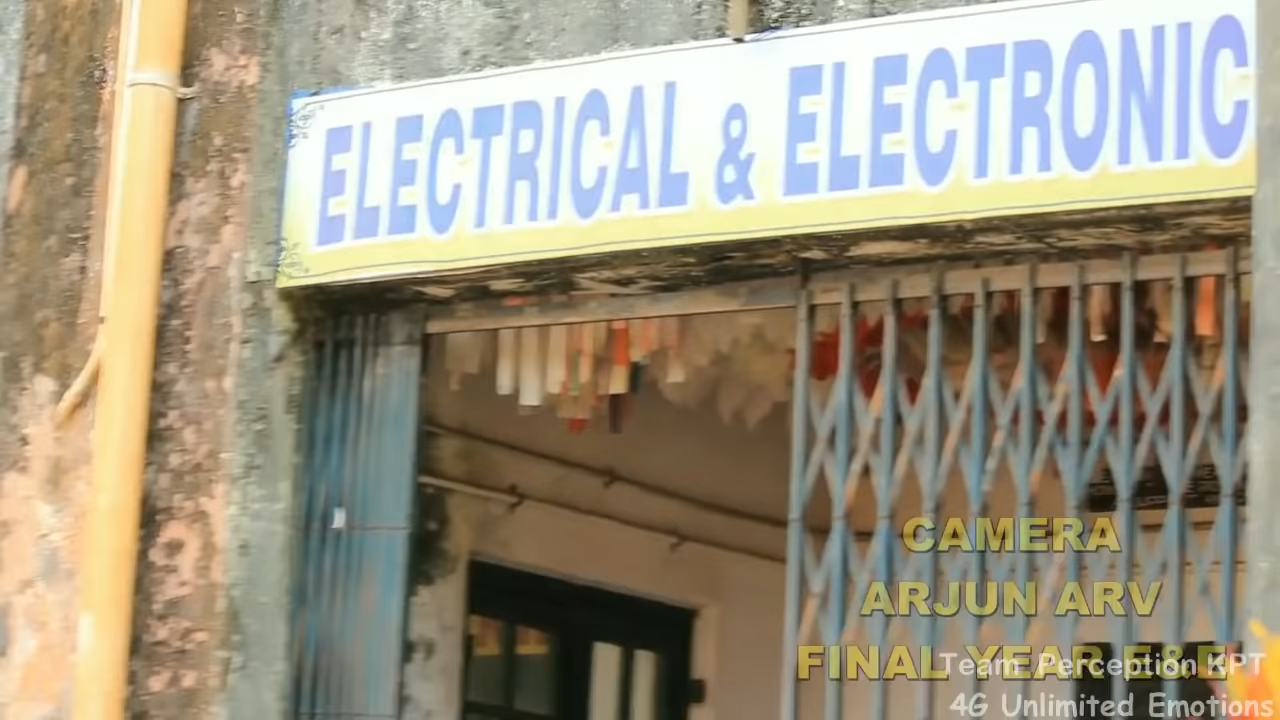 ELECTRICAL & ELECTRONIC
CAMERA
ARJUN ARV
FINAL YEAR E&E
Team Perception KPT
4G Unlimited Emotions